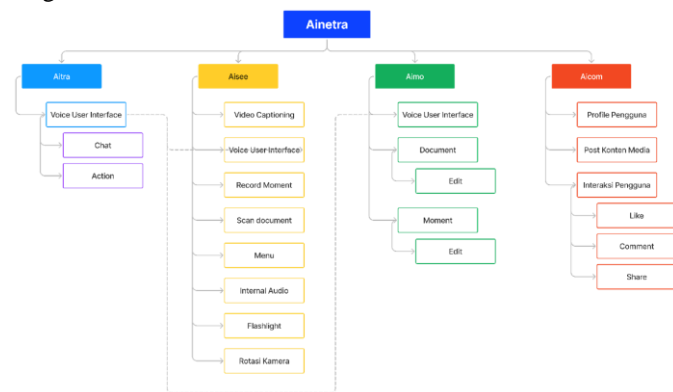 Ainetra
Aitra
Voice User Interface
Chat
Action
Aisee
Video Captioning
Voice User Interface
Record Moment
Scan document
Menu
Internal Audio
Flashlight
Rotasi Kamera
Aimo
Voice User Interface
Document
Edit
Moment
Edit
Aicom
Profile Pengguna
Post Konten Media
Interaksi Pengguna
Like
Comment
Share